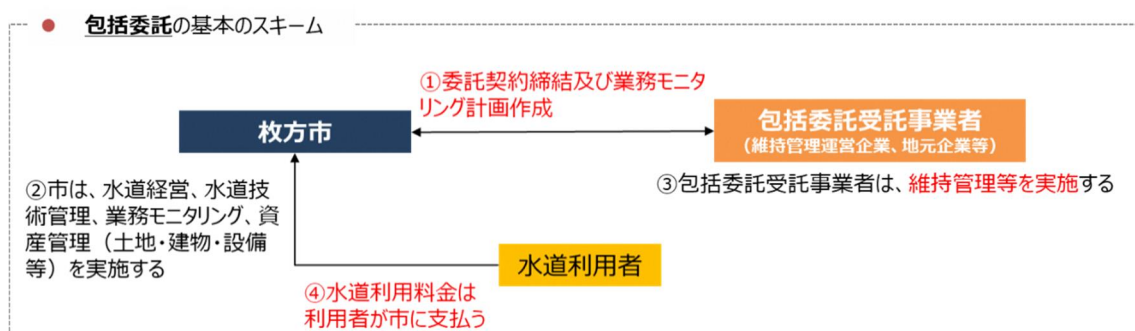 ● 包括委託の基本のスキーム
①委託契約締結及び業務モニタ
リング計画作成
枚方市
包括委託受託事業者
(維持管理運営企業、地元企業等)
③包括委託受託事業者は、維持管理等を実施する
②市は、水道経営、水道技
術管理、業務モニタリング、資
産管理（土地・建物・設備
等）を実施する
水道利用者
④水道利用料金は
利用者が市に支払う